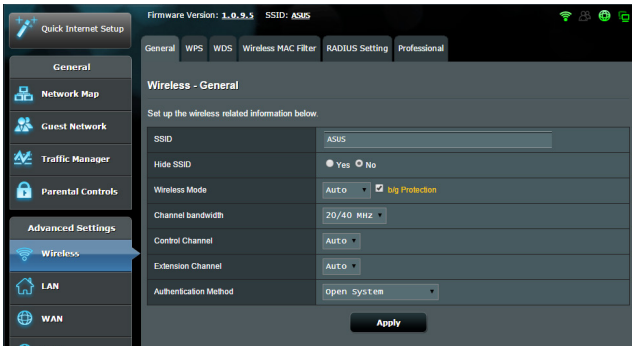 Firmware Version: 1.0.9.5 SSID: ASUS
Quick Internet Setup
General WPS WDS Wireless MAC Filter RADIUS Setting Professional
General
Network Map
Guest Network
Traffic Manager
Parental Controls
Advanced Settings
Wireless
LAN
WAN
Wireless - General
Set up the wireless related information below.
SSID ASUS
Hide SSID Yes No
Wireless Mode Auto b/g Protection
Channel bandwidth 20/40 MHz
Control Channel Auto
Extension Channel Auto
Authentication Method Open System
Apply